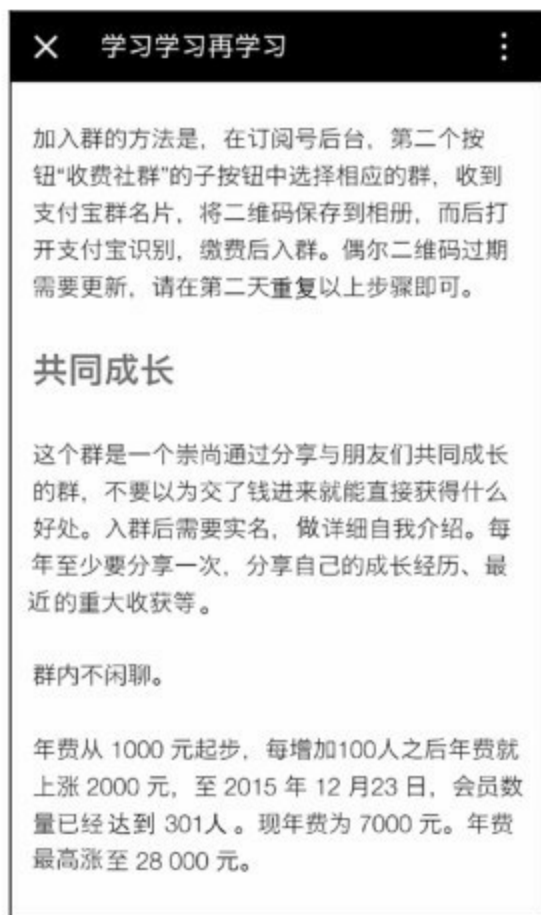 学习学习再学习
加入群的方法是，在订阅号后台，第二个按
钮“收费社群”的子按钮中选择相应的群，收到
支付宝群名片，将二维码保存到相册，而后打
开支付宝识别，缴费后入群。偶尔二维码过期
需要更新，请在第二天重复以上步骤即可。
共同成长
这个群是一个崇尚通过分享与朋友们共同成长
的群，不要以为交了钱进来就能直接获得什么
好处。入群后需要实名，做详细自我介绍。每
年至少要分享一次，分享自己的成长经历、最
近的重大收获等。
群内不闲聊。
年费从 1000 元起步，每增加100人之后年费就
上涨 2000 元，至 2015 年 12 月23 日，会员数
量已经达到 301人。现年费为 7000 元。年费
最高涨至 28 000 元。